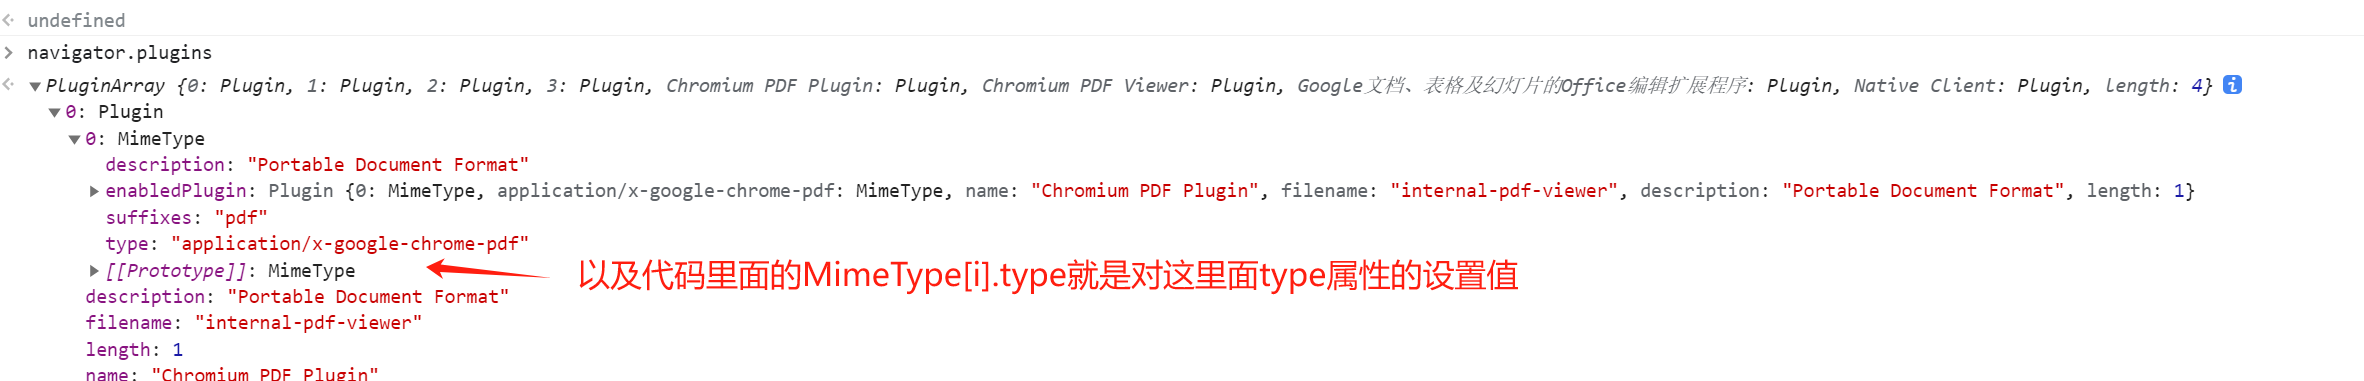 undefined
navigator.plugins
PluginArray {0: Plugin, 1: Plugin, 2: Plugin, 3: Plugin, Chromium PDF Plugin: Plugin, Chromium PDF Viewer: Plugin, Google文档、表格及幻灯片的Office编辑扩展程序: Plugin, Native Client: Plugin, length: 4}
0: Plugin
0: MimeType
description: "Portable Document Format"
enabledPlugin: Plugin {0: MimeType, application/x-google-chrome-pdf: MimeType, name: "Chromium PDF Plugin", filename: "internal-pdf-viewer", description: "Portable Document Format", length: 1}
suffixes: "pdf"
type: "application/x-google-chrome-pdf"
[[Prototype]]: MimeType
以及代码里面的MimeType[i].type就是对这里面type属性的设置值
description: "Portable Document Format"
filename: "internal-pdf-viewer"
length: 1
name: "Chromium PDF Plugin"